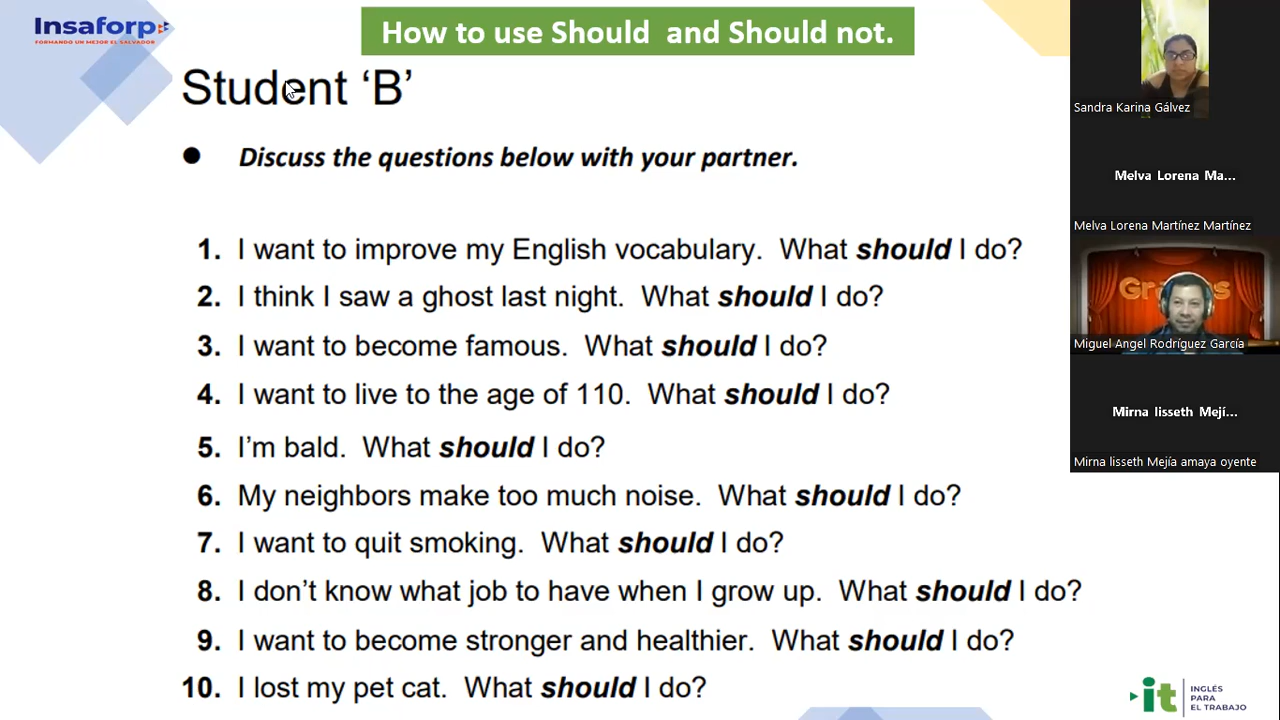 Insaforp
FORMANDO UN MEJOR EL SALVADOR
How to use Should and Should not.
Student ‘B’
● Discuss the questions below with your partner.
1. I want to improve my English vocabulary. What should I do?
2. I think I saw a ghost last night. What should I do?
3. I want to become famous. What should I do?
4. I want to live to the age of 110. What should I do?
5. I’m bald. What should I do?
6. My neighbors make too much noise. What should I do?
7. I want to quit smoking. What should I do?
8. I don’t know what job to have when I grow up. What should I do?
9. I want to become stronger and healthier. What should I do?
10. I lost my pet cat. What should I do?
Sandra Karina Gálvez
Melva Lorena Ma...
Melva Lorena Martínez Martínez
Miguel Angel Rodríguez García
Mirna lisseth Mejí...
Mirna lisseth Mejía amaya oyente
it
INGLÉS
PARA
EL TRABAJO